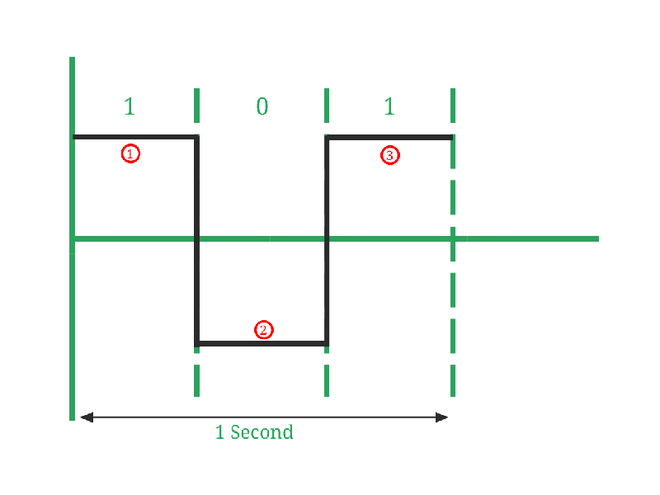 1 0 1
① ③
②
1 Second